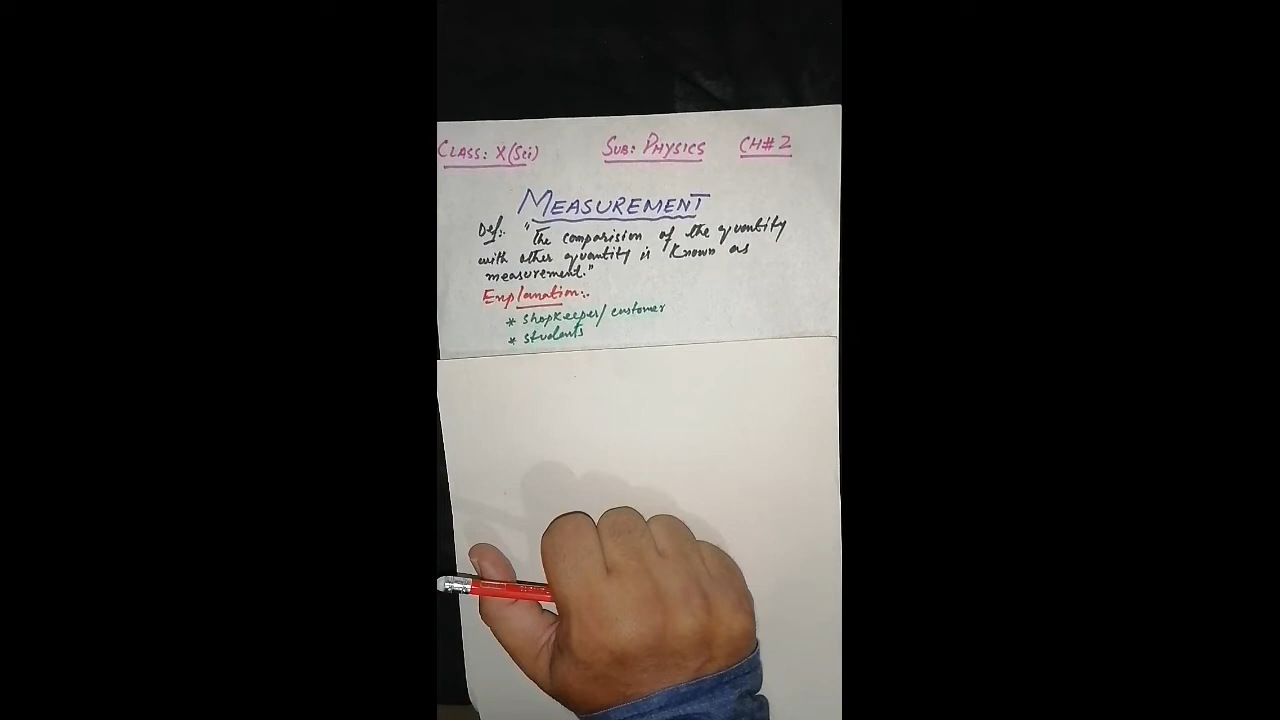 CLASS: X(Sci) SUB: PHYSICS CH# 2
MEASUREMENT
Def:. "The comparision of the quantity
with other quantity is known as
measurement."
Explanation:.
* shopkeeper/ customer
* students